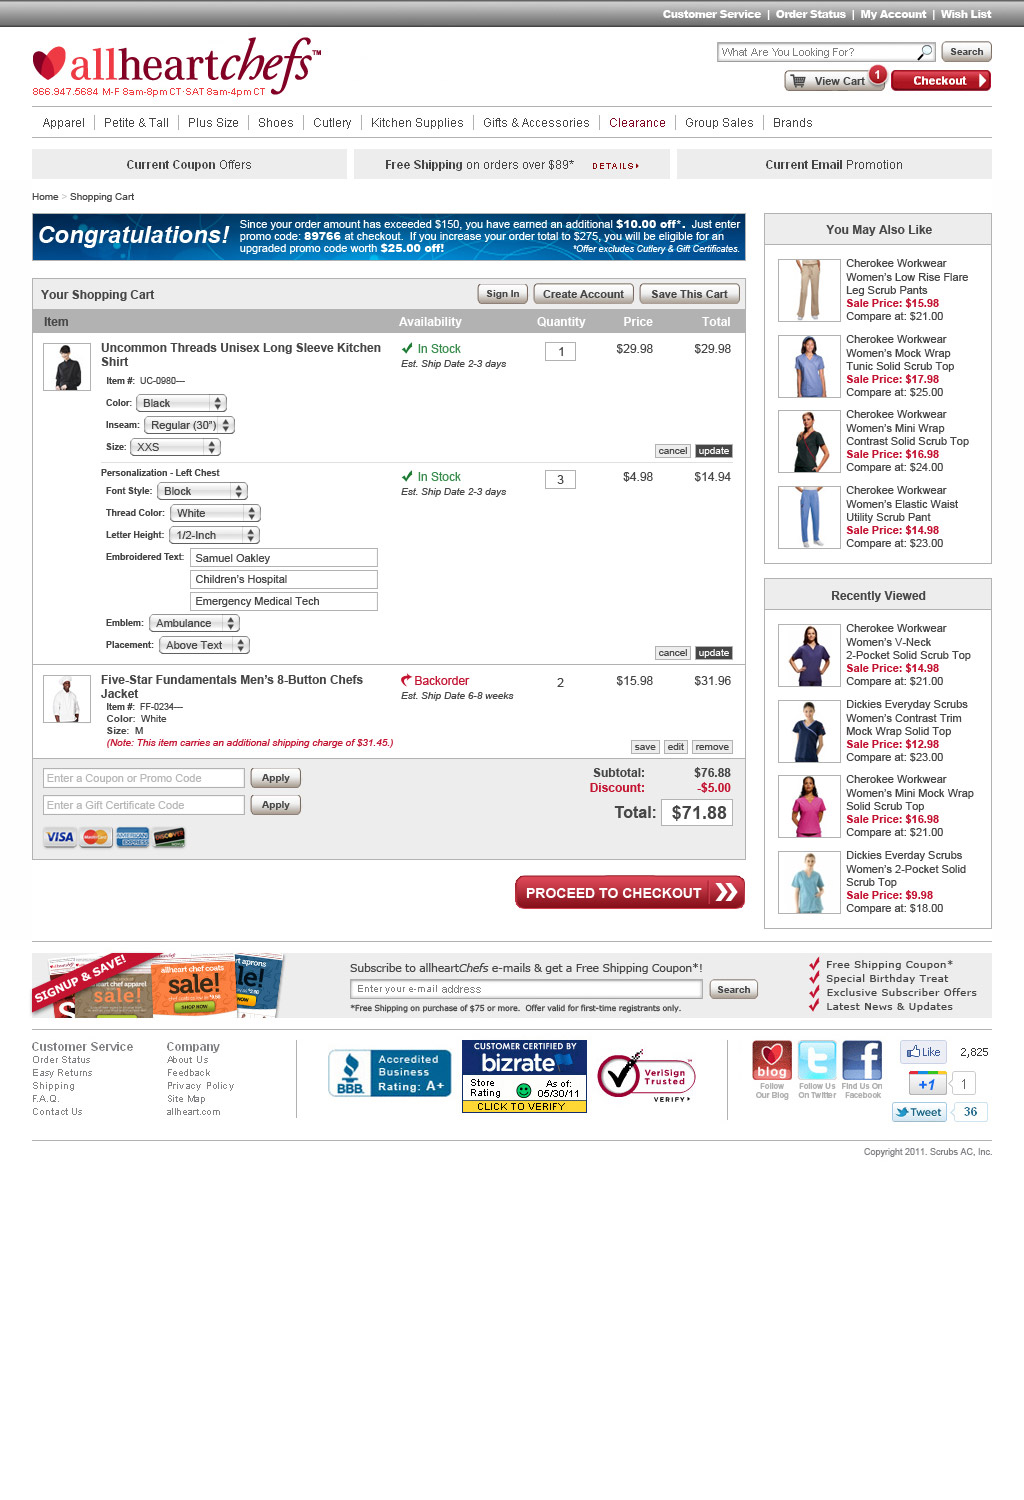 Customer Service | Order Status | My Account | Wish List
allheartchefs™
866.947.5684 M-F 8am-8pm CT·SAT 8am-4pm CT
What Are You Looking For?
Search
View Cart
1
Checkout
Apparel | Petite & Tall | Plus Size | Shoes | Cutlery | Kitchen Supplies | Gifts & Accessories | Clearance | Group Sales | Brands
Current Coupon Offers
Free Shipping on orders over $89* DETAILS
Current Email Promotion
Home > Shopping Cart
Congratulations!
Since your order amount has exceeded $150, you have earned an additional $10.00 off*. Just enter
promo code: 89766 at checkout. If you increase your order total to $275, you will be eligible for an
upgraded promo code worth $25.00 off!
*Offer excludes Cutlery & Gift Certificates.
Your Shopping Cart
Sign In
Create Account
Save This Cart
Item Availability Quantity Price Total
Uncommon Threads Unisex Long Sleeve Kitchen
Shirt
In Stock
Est. Ship Date 2-3 days
1
$29.98
$29.98
Item #: UC-0980—
Color: Black
Inseam: Regular (30")
Size: XXS
cancel
update
Personalization - Left Chest
In Stock
Est. Ship Date 2-3 days
3
$4.98
$14.94
Font Style: Block
Thread Color: White
Letter Height: 1/2-Inch
Embroidered Text: Samuel Oakley
Children's Hospital
Emergency Medical Tech
Emblem: Ambulance
Placement: Above Text
cancel
update
Five-Star Fundamentals Men's 8-Button Chefs
Jacket
Backorder
Est. Ship Date 6-8 weeks
2
$15.98
$31.96
Item #: FF-0234—
Color: White
Size: M
(Note: This item carries an additional shipping charge of $31.45.)
save
edit
remove
Enter a Coupon or Promo Code
Apply
Enter a Gift Certificate Code
Apply
VISA
MasterCard
AMERICAN EXPRESS
DISCOVER
Subtotal: $76.88
Discount: -$5.00
Total: $71.88
PROCEED TO CHECKOUT
You May Also Like
Cherokee Workwear
Women's Low Rise Flare
Leg Scrub Pants
Sale Price: $15.98
Compare at: $21.00
Cherokee Workwear
Women's Mock Wrap
Tunic Solid Scrub Top
Sale Price: $17.98
Compare at: $25.00
Cherokee Workwear
Women's Mini Wrap
Contrast Solid Scrub Top
Sale Price: $16.98
Compare at: $24.00
Cherokee Workwear
Women's Elastic Waist
Utility Scrub Pant
Sale Price: $14.98
Compare at: $23.00
Recently Viewed
Cherokee Workwear
Women's V-Neck
2-Pocket Solid Scrub Top
Sale Price: $14.98
Compare at: $21.00
Dickies Everyday Scrubs
Women's Contrast Trim
Mock Wrap Solid Top
Sale Price: $12.98
Compare at: $23.00
Cherokee Workwear
Women's Mini Mock Wrap
Solid Scrub Top
Sale Price: $16.98
Compare at: $21.00
Dickies Everday Scrubs
Women's 2-Pocket Solid
Scrub Top
Sale Price: $9.98
Compare at: $18.00
SIGNUP & SAVE!
allheart chef coats
sale!
SHOP NOW
Subscribe to allheartChefs e-mails & get a Free Shipping Coupon*!
Enter your e-mail address
Search
*Free Shipping on purchase of $75 or more. Offer valid for first-time registrants only.
Free Shipping Coupon*
Special Birthday Treat
Exclusive Subscriber Offers
Latest News & Updates
Customer Service
Order Status
Easy Returns
Shipping
F.A.Q.
Contact Us
Company
About Us
Feedback
Privacy Policy
Site Map
allheart.com
BBB.
Accredited
Business
Rating: A+
CUSTOMER CERTIFIED BY
bizrate
Store
Rating
As of:
05/30/11
CLICK TO VERIFY
VeriSign
Trusted
VERIFY
blog
Follow
Our Blog
Follow Us
On Twitter
Find Us On
Facebook
Like
2,825
+1
1
Tweet
36
Copyright 2011. Scrubs AC, Inc.